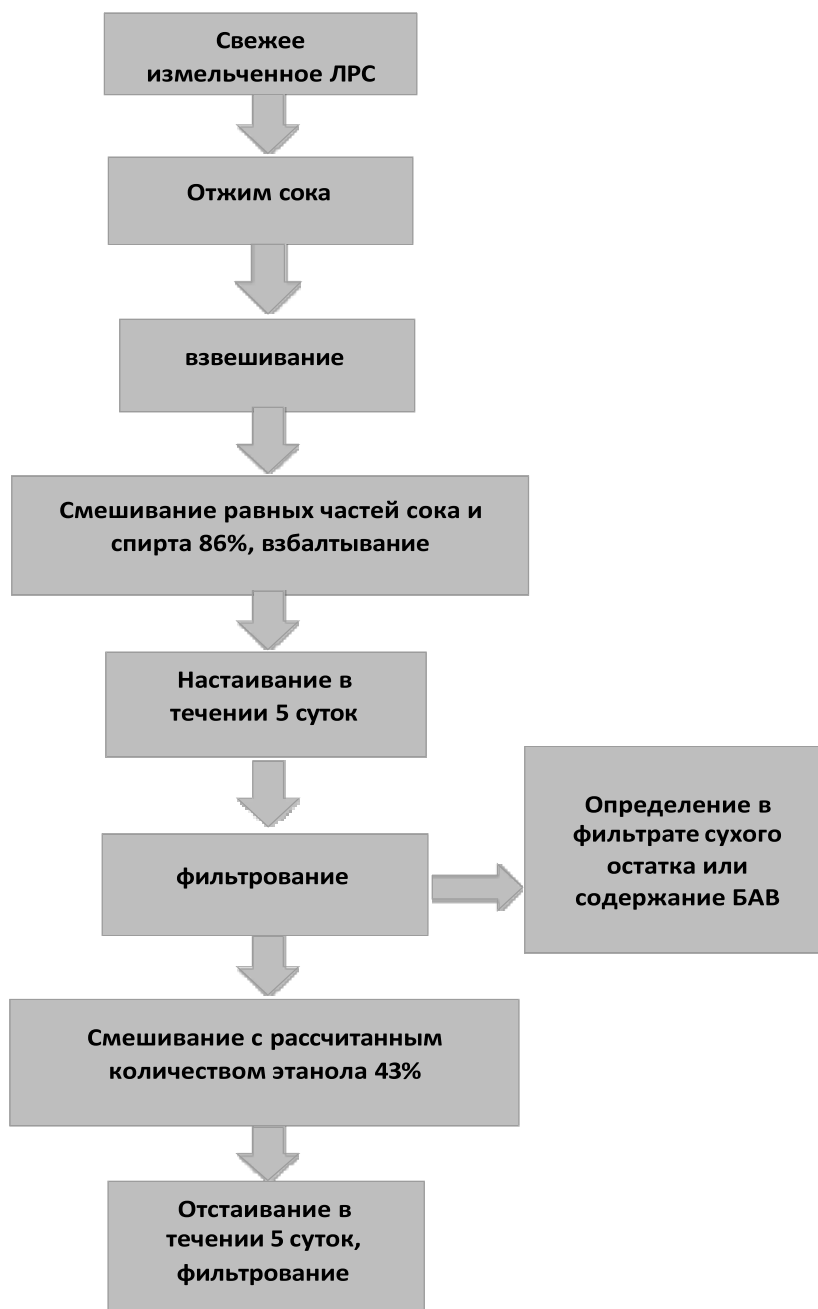 Свежее
измельченное ЛРС
Отжим сока
взвешивание
Смешивание равных частей сока и
спирта 86%, взбалтывание
Настаивание в
течении 5 суток
фильтрование
Определение в
фильтрате сухого
остатка или
содержание БАВ
Смешивание с рассчитанным
количеством этанола 43%
Отстаивание в
течении 5 суток,
фильтрование